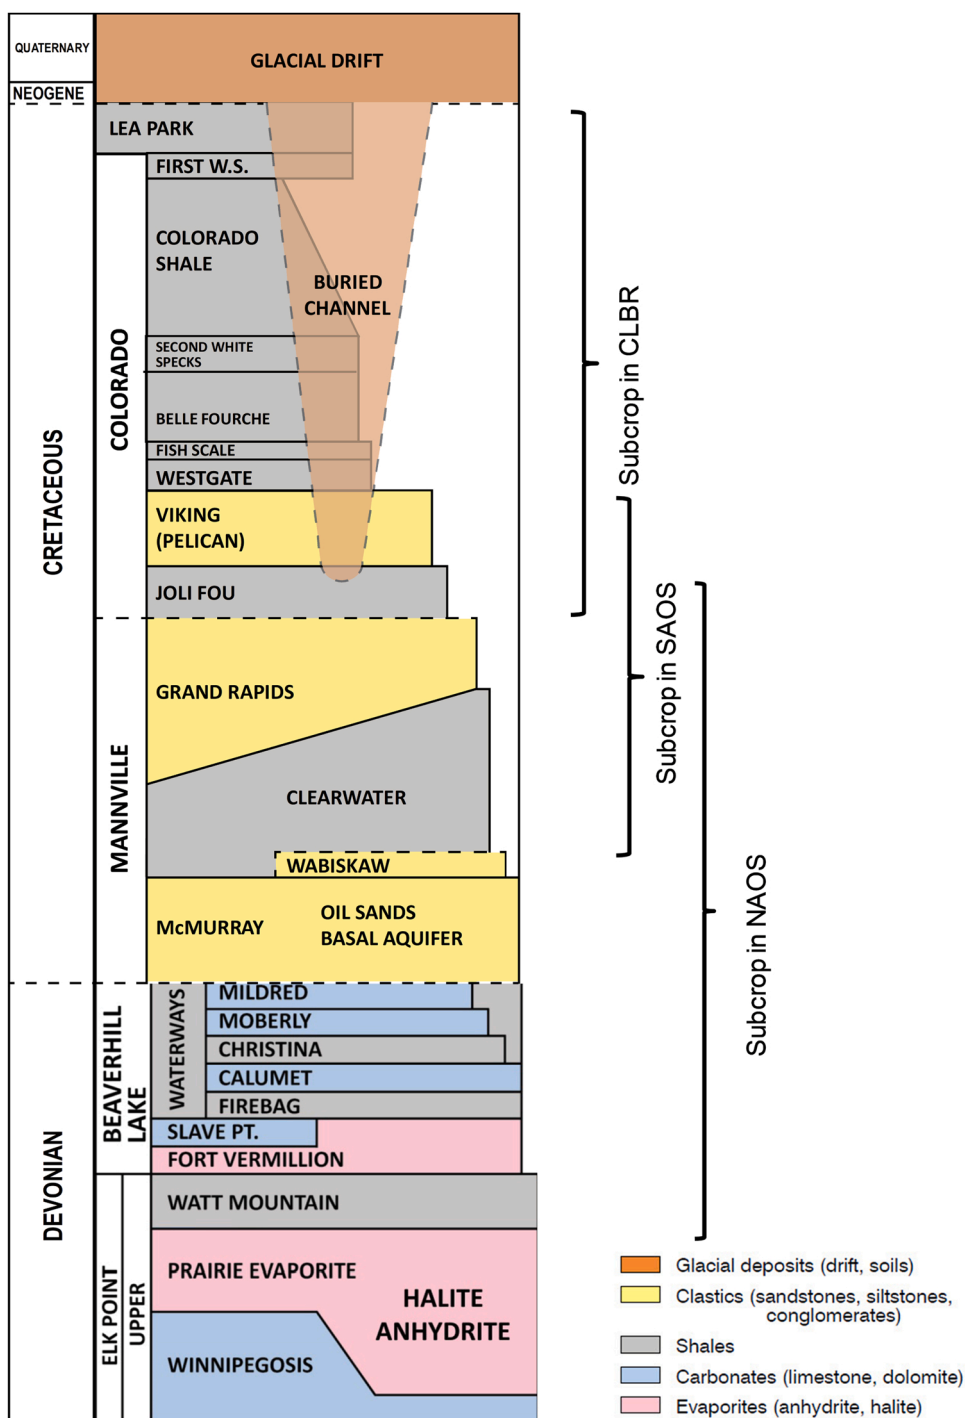 QUATERNARY
NEOGENE
GLACIAL DRIFT
CRETACEOUS
COLORADO
LEA PARK
FIRST W.S.
COLORADO
SHALE
BURIED
CHANNEL
SECOND WHITE
SPECKS
BELLE FOURCHE
FISH SCALE
WESTGATE
VIKING
(PELICAN)
JOLI FOU
MANNVILLE
GRAND RAPIDS
CLEARWATER
WABISKAW
McMURRAY
OIL SANDS
BASAL AQUIFER
DEVONIAN
BEAVERHILL
LAKE
WATERWAYS
MILDRED
MOBERLY
CHRISTINA
CALUMET
FIREBAG
SLAVE PT.
FORT VERMILLION
ELK POINT
UPPER
WATT MOUNTAIN
PRAIRIE EVAPORITE
HALITE
ANHYDRITE
WINNIPEGOSIS
Subcrop in CLBR
Subcrop in SAOS
Subcrop in NAOS
Glacial deposits (drift, soils)
Clastics (sandstones, siltstones,
conglomerates)
Shales
Carbonates (limestone, dolomite)
Evaporites (anhydrite, halite)